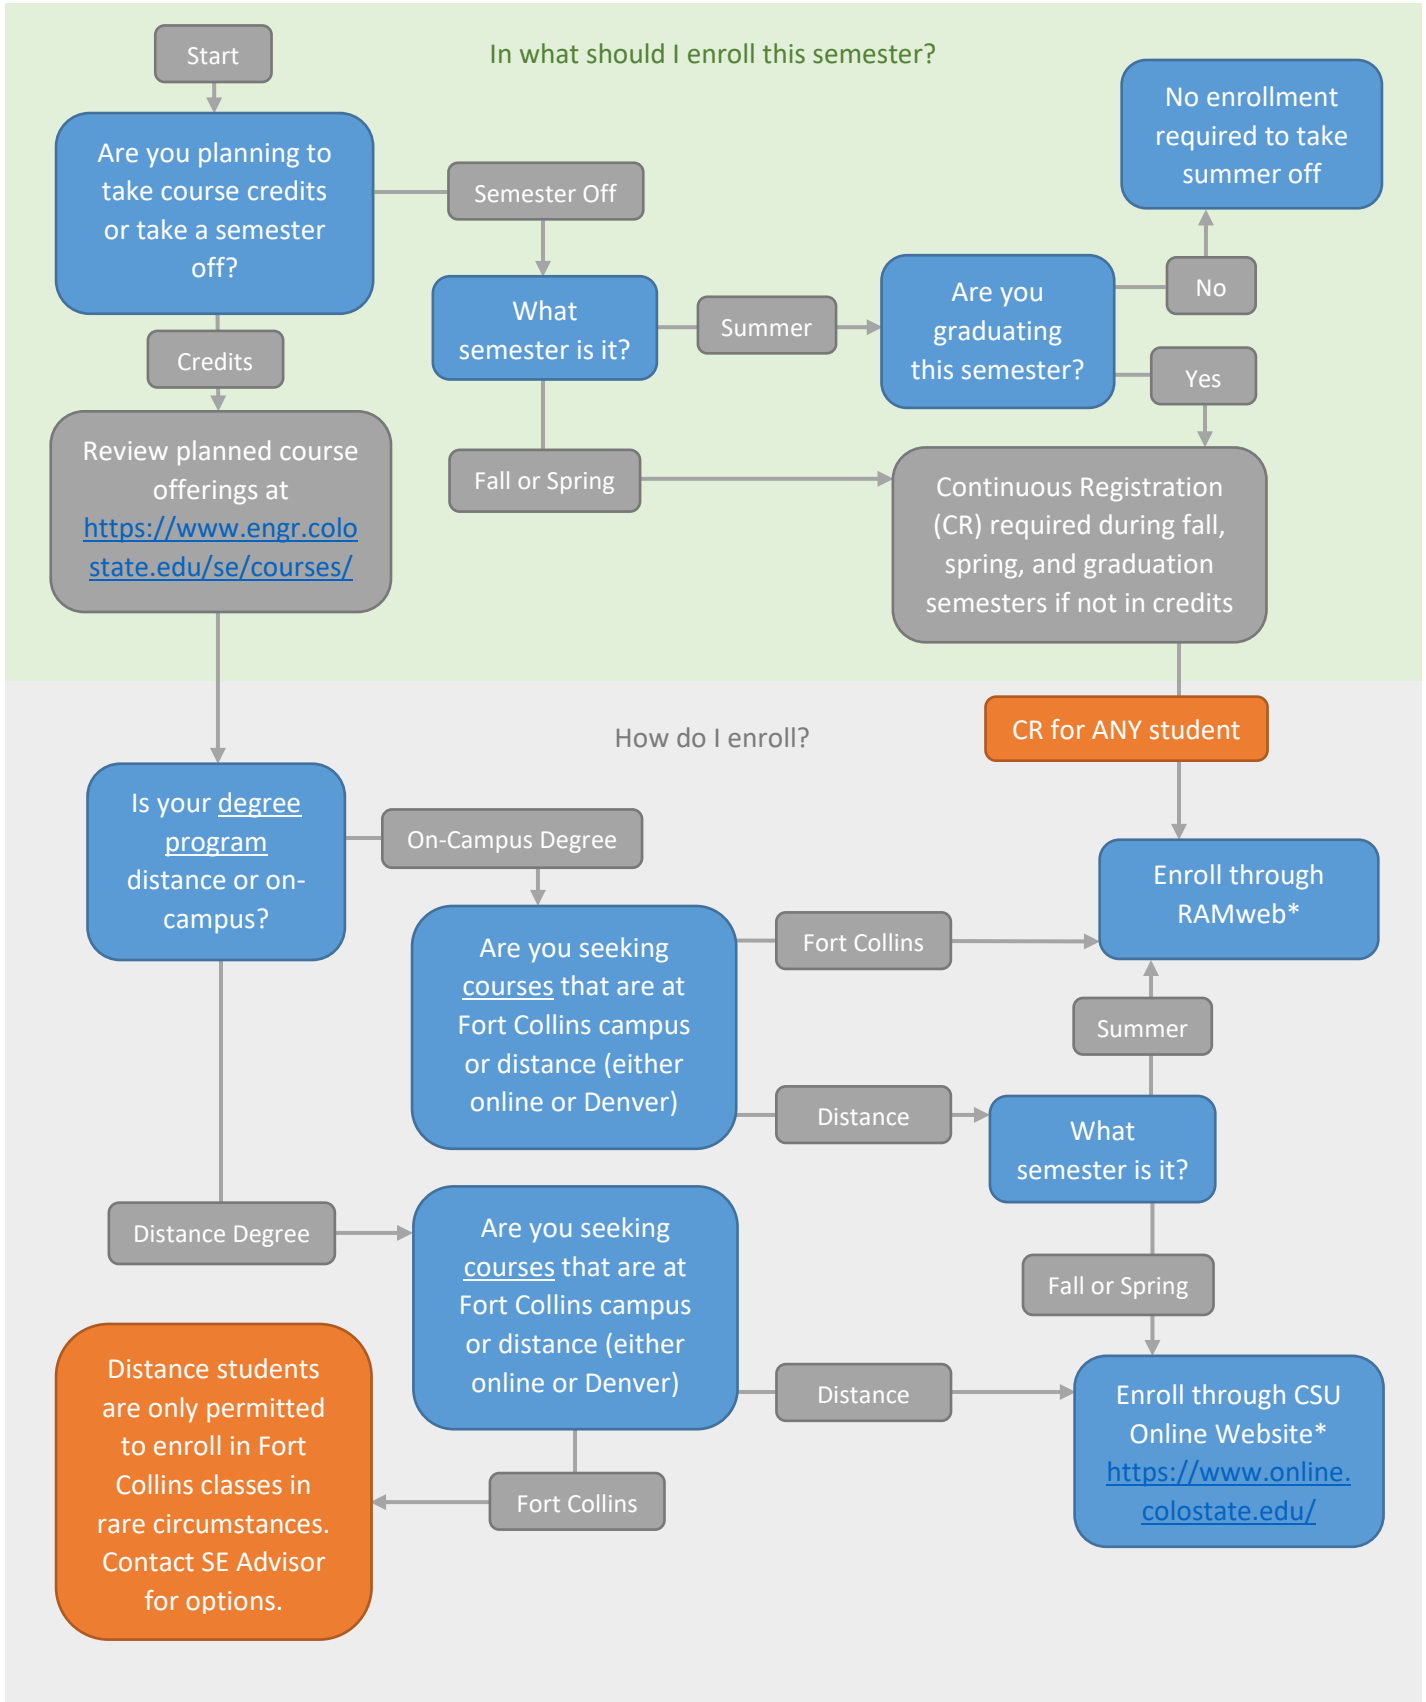 Start
In what should I enroll this semester?
Are you planning to
take course credits
or take a semester
off?
Semester Off
No enrollment
required to take
summer off
What
semester is it?
Summer
Are you
graduating
this semester?
No
Yes
Credits
Review planned course
offerings at
https://www.engr.colo
state.edu/se/courses/
Fall or Spring
Continuous Registration
(CR) required during fall,
spring, and graduation
semesters if not in credits
CR for ANY student
How do I enroll?
Is your degree
program
distance or on-
campus?
On-Campus Degree
Enroll through
RAMweb*
Are you seeking
courses that are at
Fort Collins campus
or distance (either
online or Denver)
Fort Collins
Summer
Distance
What
semester is it?
Distance Degree
Are you seeking
courses that are at
Fort Collins campus
or distance (either
online or Denver)
Fall or Spring
Distance
Enroll through CSU
Online Website*
https://www.online.
colostate.edu/
Fort Collins
Distance students
are only permitted
to enroll in Fort
Collins classes in
rare circumstances.
Contact SE Advisor
for options.